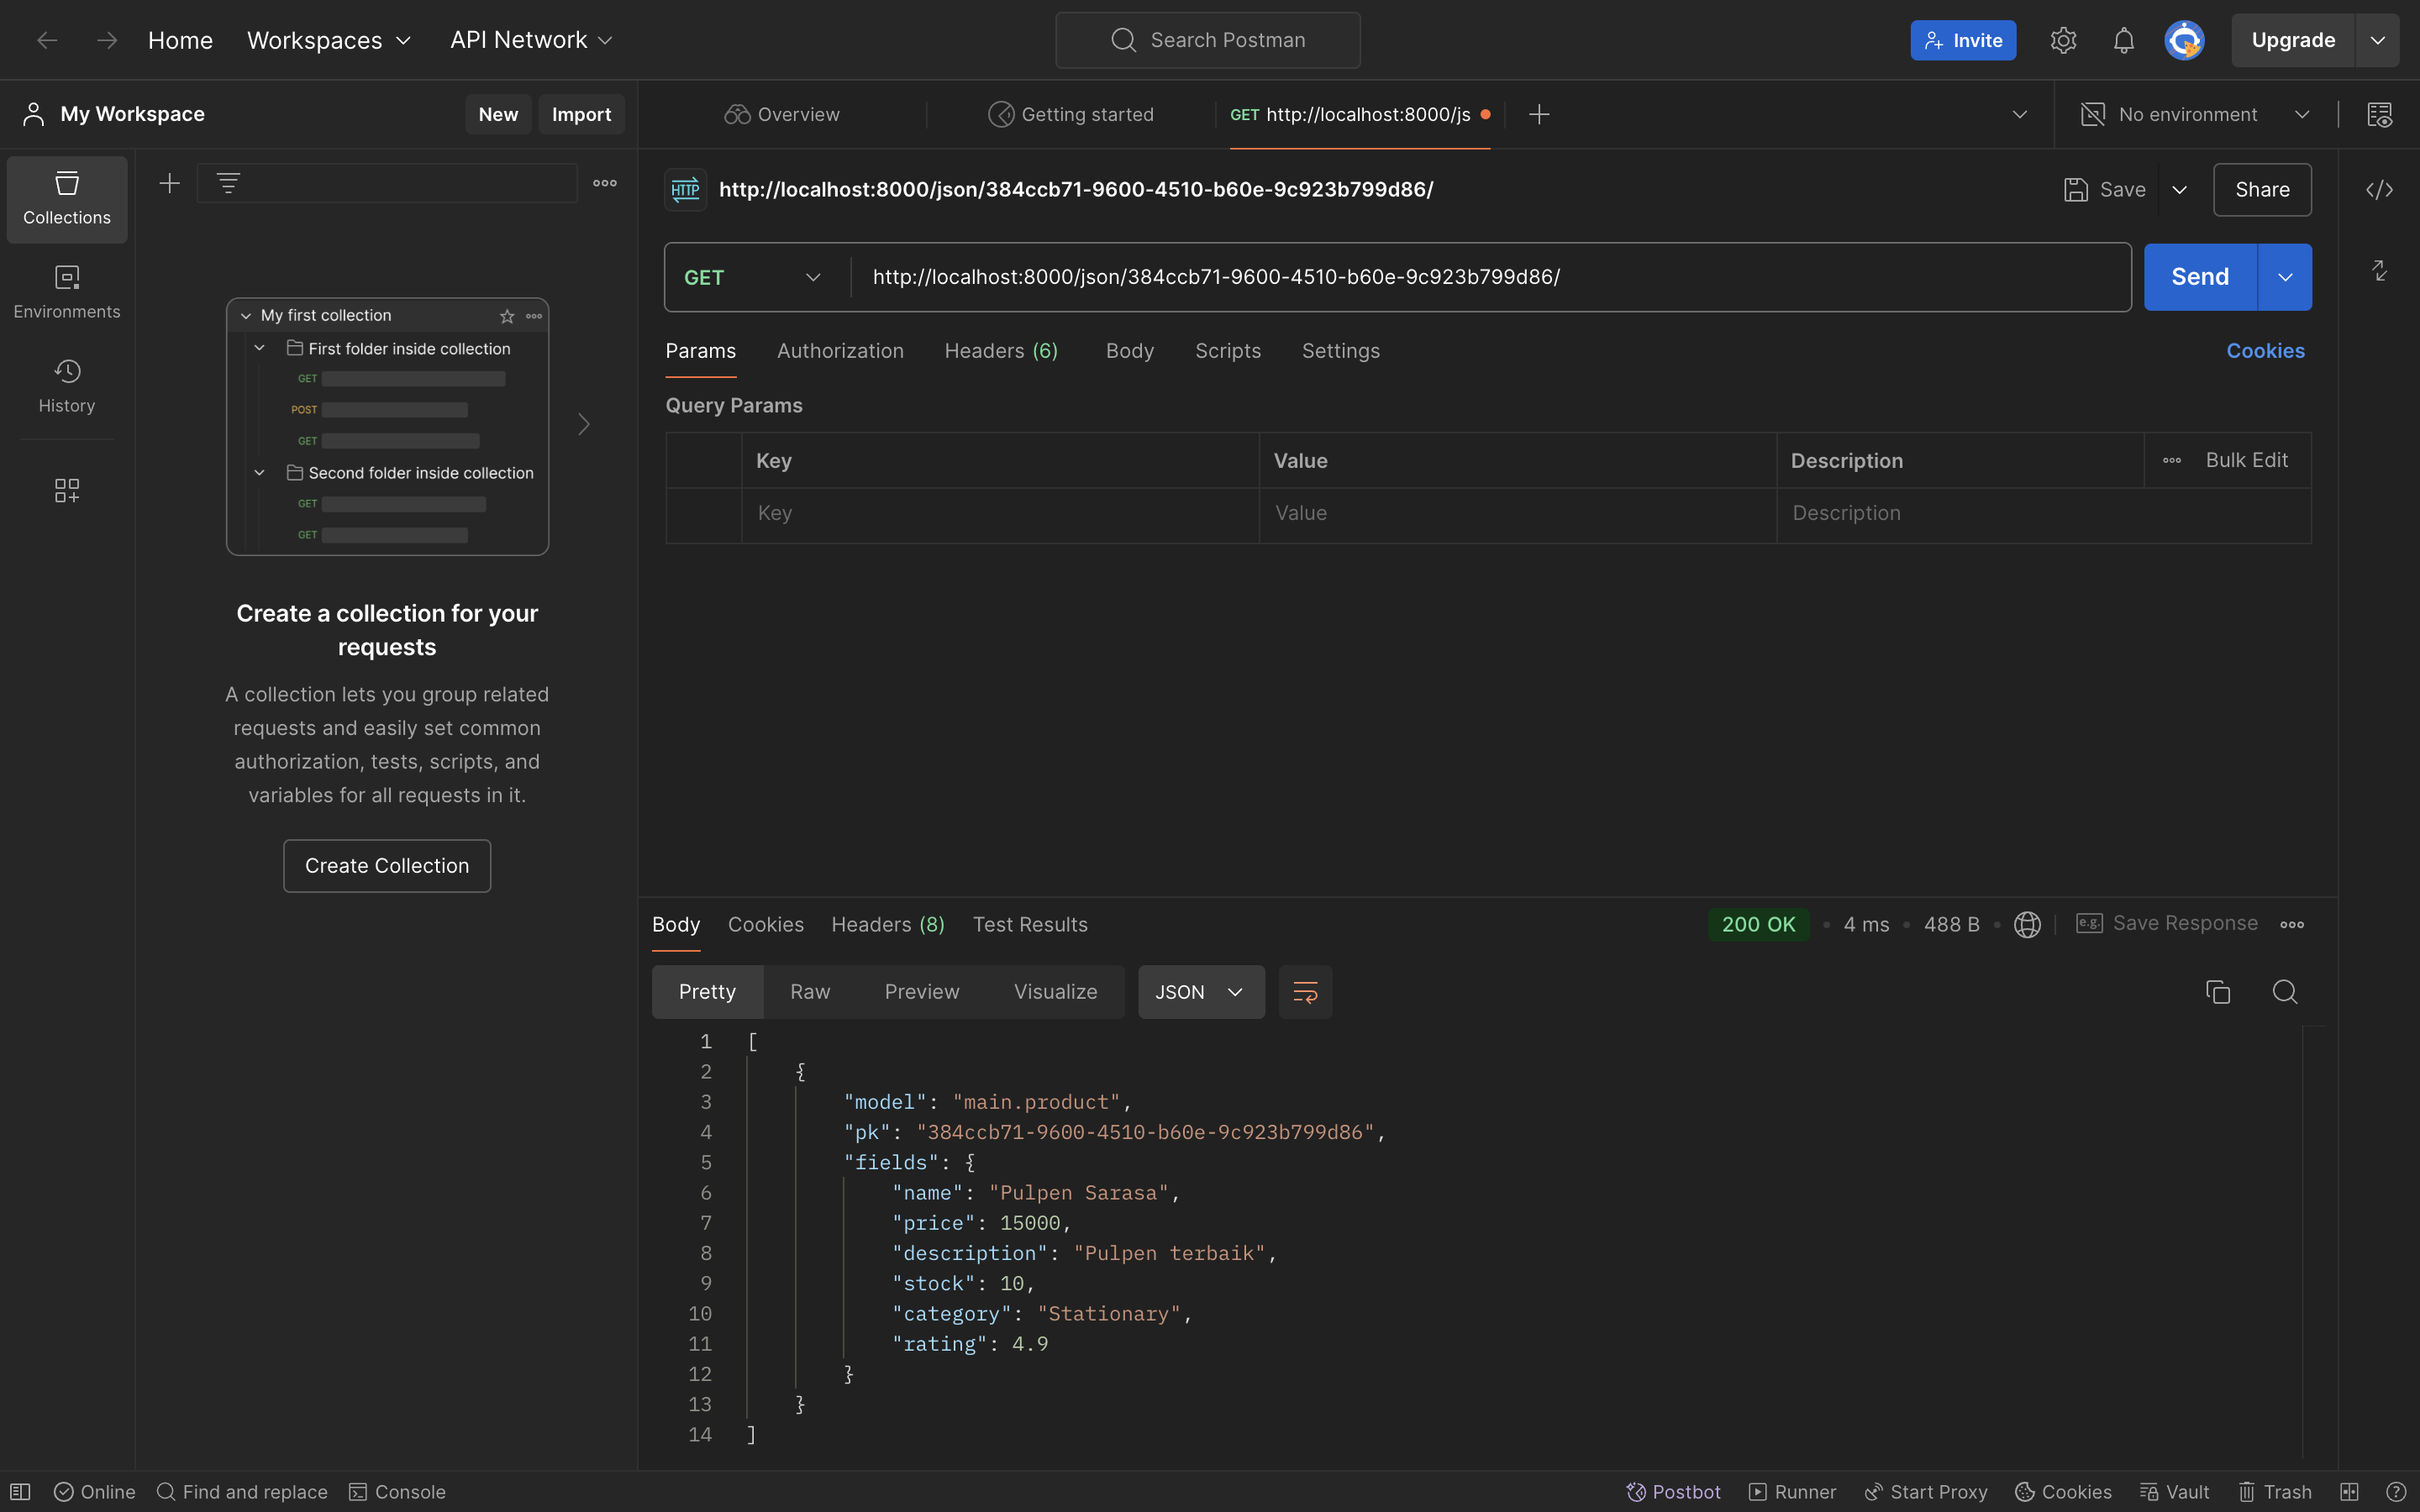 Home Workspaces API Network Search Postman Invite Upgrade
My Workspace New Import Overview Getting started GET http://localhost:8000/js No environment
Collections
Environments
History
My first collection
First folder inside collection
GET
POST
GET
Second folder inside collection
GET
GET
Create a collection for your
requests
A collection lets you group related
requests and easily set common
authorization, tests, scripts, and
variables for all requests in it.
Create Collection
HTTP http://localhost:8000/json/384ccb71-9600-4510-b60e-9c923b799d86/ Save Share
GET http://localhost:8000/json/384ccb71-9600-4510-b60e-9c923b799d86/ Send
Params Authorization Headers (6) Body Scripts Settings Cookies
Query Params
Key Value Description Bulk Edit
Key Value Description
Body Cookies Headers (8) Test Results 200 OK • 4 ms • 488 B • e.g. Save Response
Pretty Raw Preview Visualize JSON
1 [
2 {
3 "model": "main.product",
4 "pk": "384ccb71-9600-4510-b60e-9c923b799d86",
5 "fields": {
6 "name": "Pulpen Sarasa",
7 "price": 15000,
8 "description": "Pulpen terbaik",
9 "stock": 10,
10 "category": "Stationary",
11 "rating": 4.9
12 }
13 }
14 ]
Online Find and replace Console Postbot Runner Start Proxy Cookies Vault Trash